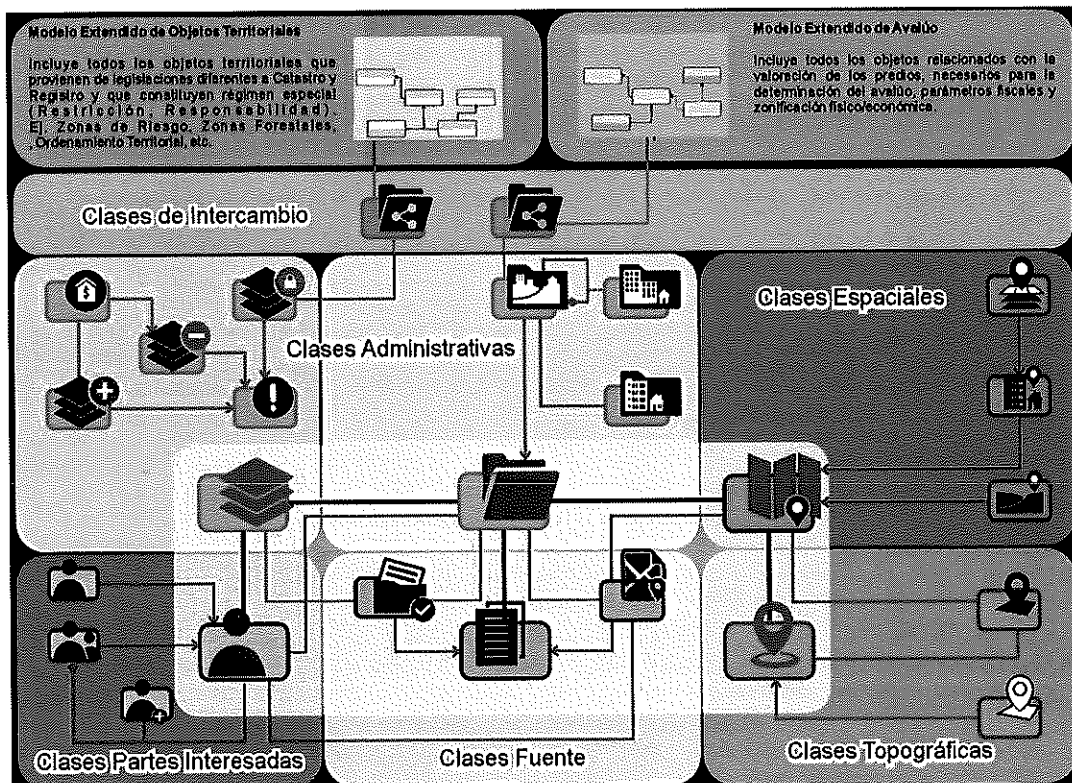 Modelo Extendido de Objetos Territoriales
Incluye todos los objetos territoriales que
provienen de legislaciones diferentes a Catastro y
Registro y que constituyen régimen especial
(Restricción, Responsabilidad).
Ej. Zonas de Riesgo, Zonas Forestales,
, Ordenamiento Territorial, etc.
Modelo Extendido de Avalúo
Incluye todos los objetos relacionados con la
valoración de los predios, necesarios para la
determinación del avalúo, parámetros fiscales y
zonificación físico/económica.
Clases de Intercambio
Clases Administrativas
Clases Espaciales
Clases Partes Interesadas
Clases Fuente
Clases Topográficas